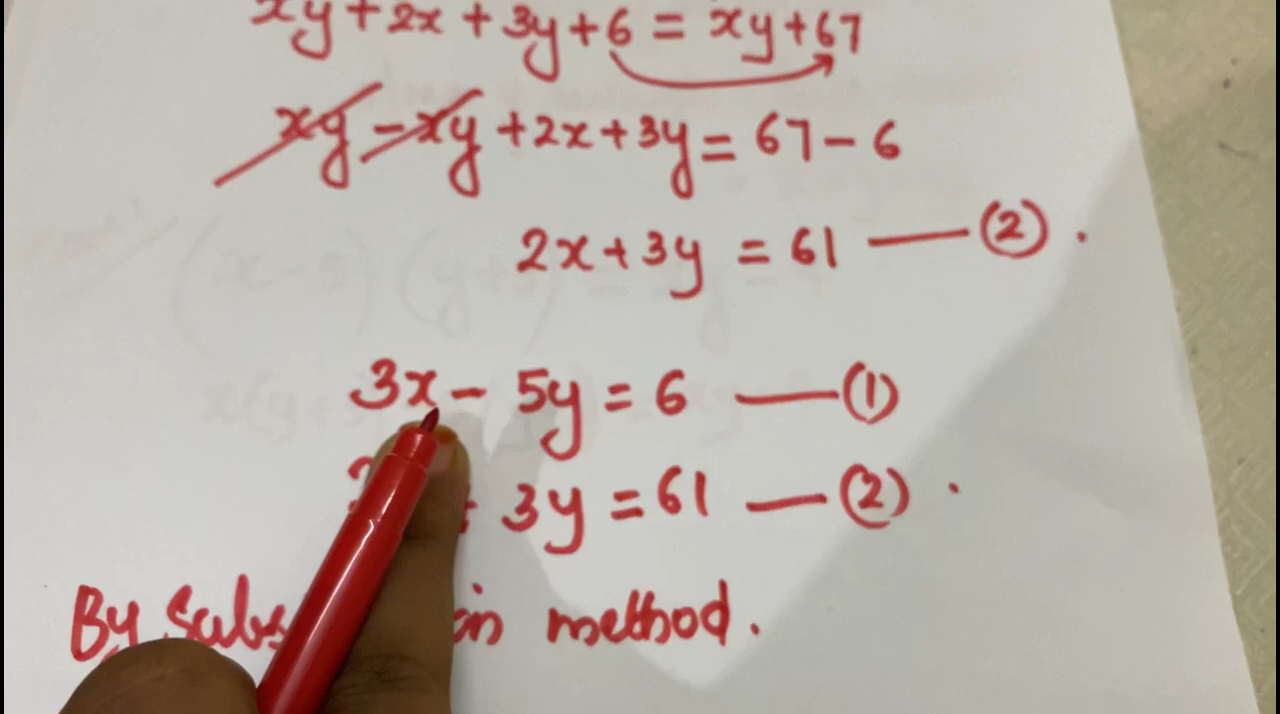 xy + 2x + 3y + 6 = xy + 67
xy - xy + 2x + 3y = 67 - 6
2x + 3y = 61 — (2).
3x - 5y = 6 — (1)
3y = 61 — (2).
By method.